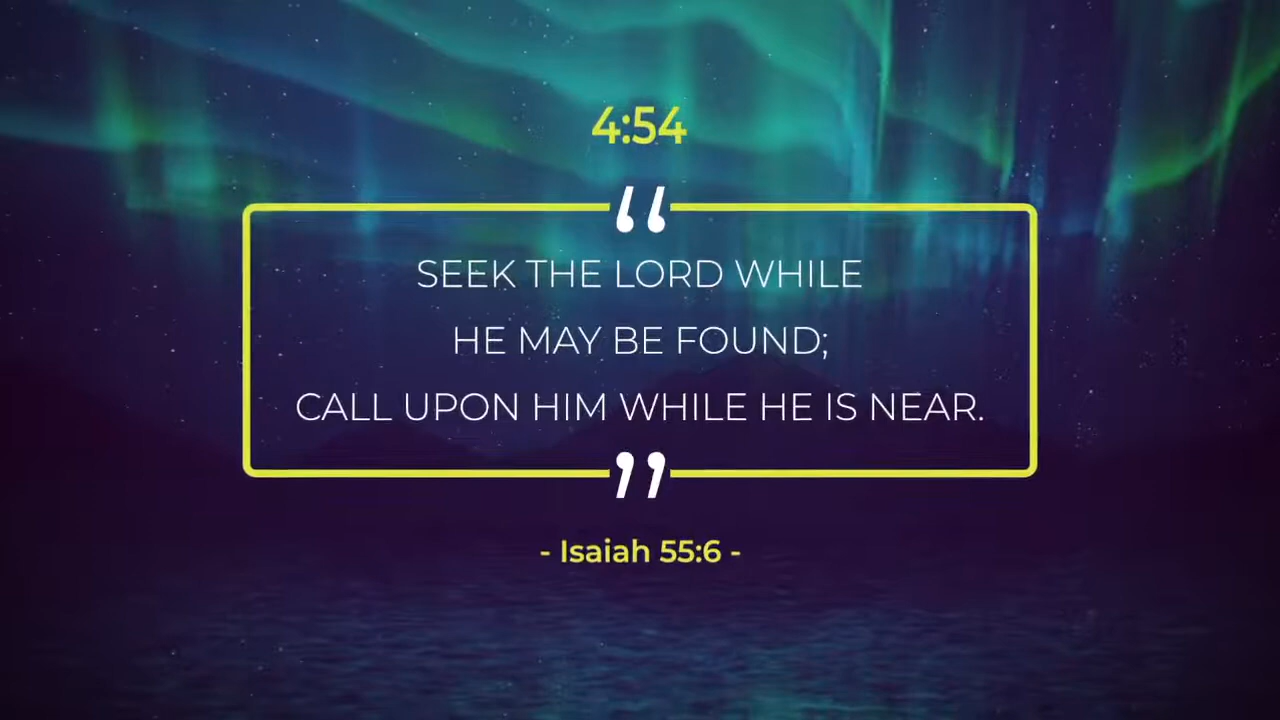 4:54
“
SEEK THE LORD WHILE
HE MAY BE FOUND;
CALL UPON HIM WHILE HE IS NEAR.
”
- Isaiah 55:6 -